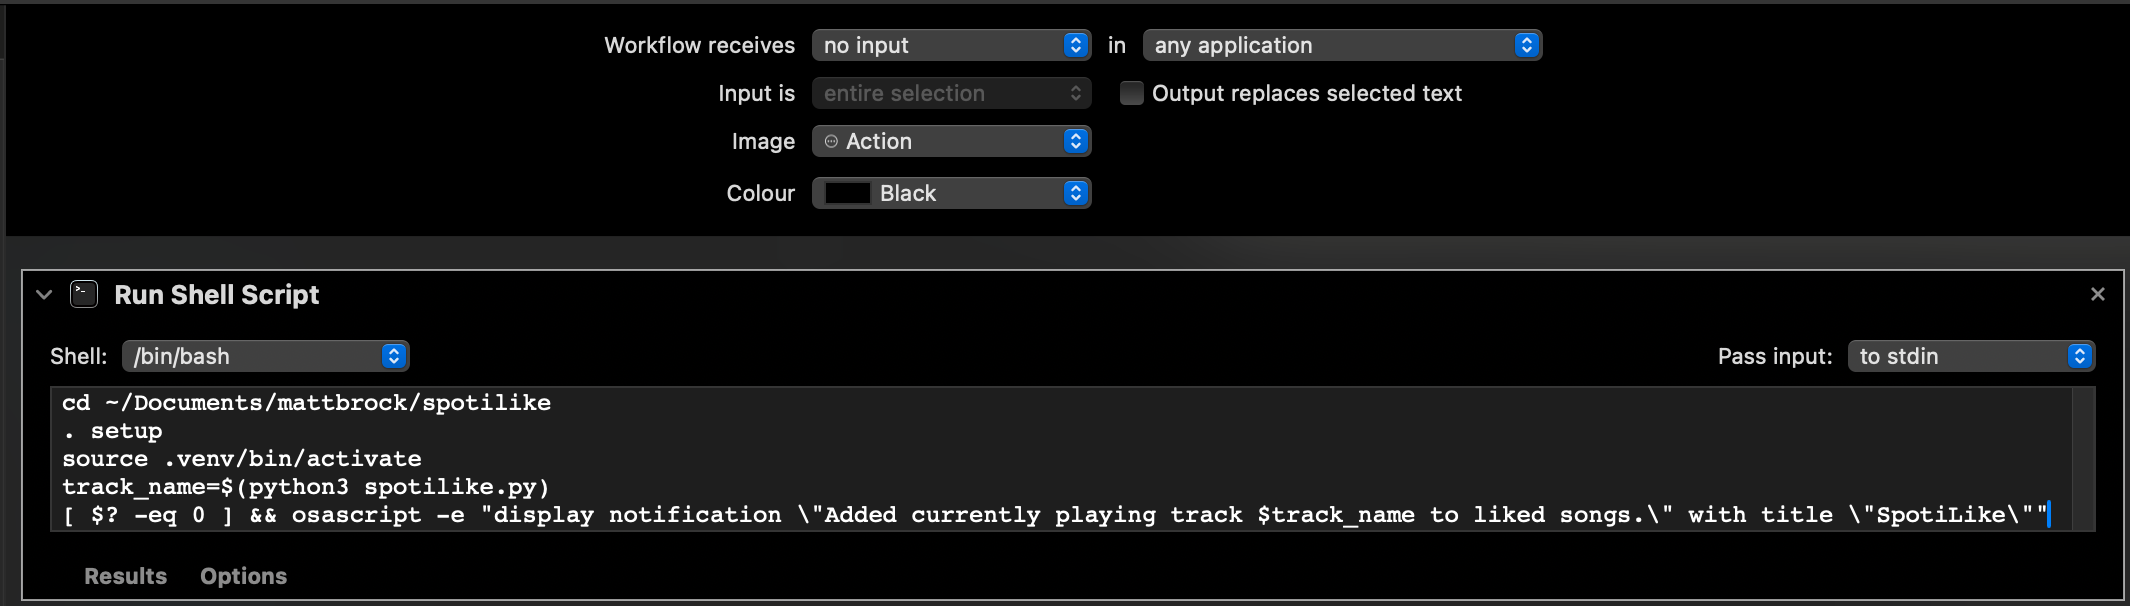 Workflow receives no input in any application
Input is entire selection Output replaces selected text
Image Action
Colour Black
Run Shell Script
Shell: /bin/bash Pass input: to stdin
cd ~/Documents/mattbrock/spotilike
. setup
source .venv/bin/activate
track_name=$(python3 spotilike.py)
[ $? -eq 0 ] && osascript -e "display notification \"Added currently playing track $track_name to liked songs.\" with title \"SpotiLike\""
Results Options